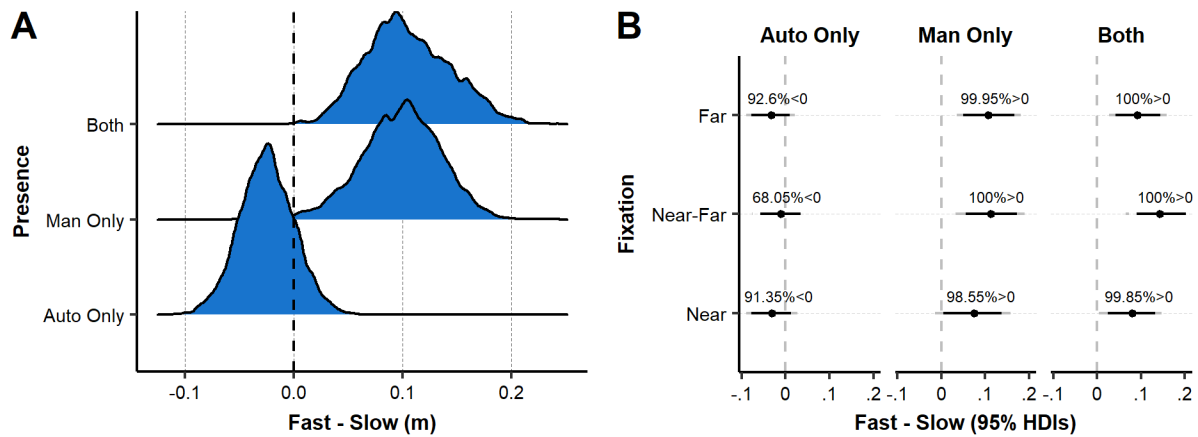 A
Presence
Both
Man Only
Auto Only
-0.1 0.0 0.1 0.2
Fast - Slow (m)
B
Auto Only Man Only Both
Fixation
Far
92.6%<0 99.95%>0 100%>0
Near-Far
68.05%<0 100%>0 100%>0
Near
91.35%<0 98.55%>0 99.85%>0
-.1 0 .1 .2 -.1 0 .1 .2 -.1 0 .1 .2
Fast - Slow (95% HDIs)